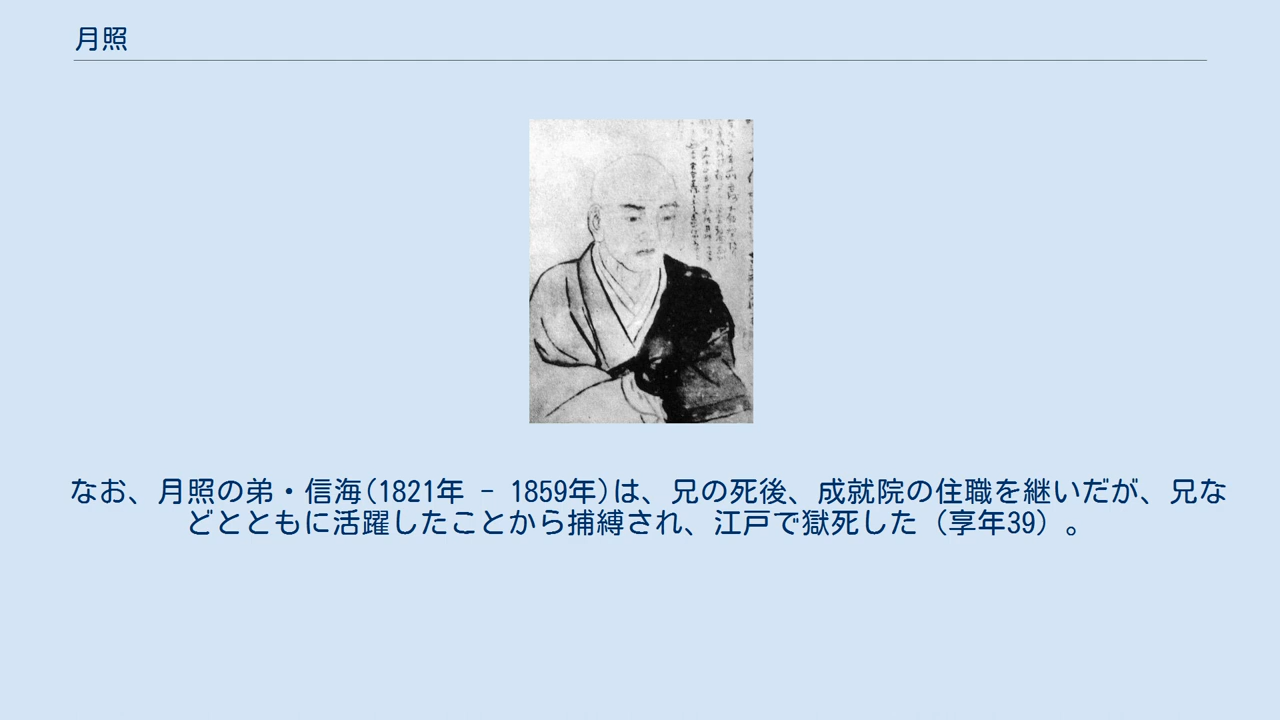 月照
なお、月照の弟・信海(1821年 - 1859年)は、兄の死後、成就院の住職を継いだが、兄な
どとともに活躍したことから捕縛され、江戸で獄死した（享年39）。